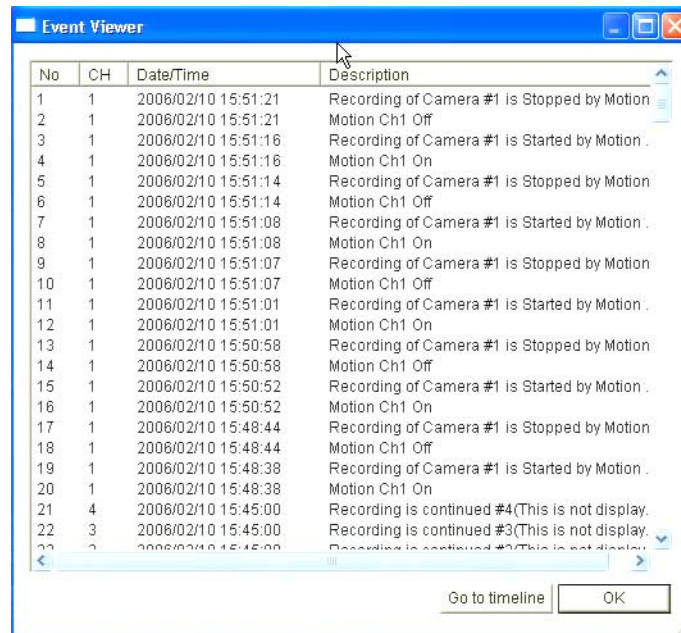 Event Viewer
No CH Date/Time Description
1 1 2006/02/10 15:51:21 Recording of Camera #1 is Stopped by Motion
2 1 2006/02/10 15:51:21 Motion Ch1 Off
3 1 2006/02/10 15:51:16 Recording of Camera #1 is Started by Motion .
4 1 2006/02/10 15:51:16 Motion Ch1 On
5 1 2006/02/10 15:51:14 Recording of Camera #1 is Stopped by Motion
6 1 2006/02/10 15:51:14 Motion Ch1 Off
7 1 2006/02/10 15:51:08 Recording of Camera #1 is Started by Motion .
8 1 2006/02/10 15:51:08 Motion Ch1 On
9 1 2006/02/10 15:51:07 Recording of Camera #1 is Stopped by Motion
10 1 2006/02/10 15:51:07 Motion Ch1 Off
11 1 2006/02/10 15:51:01 Recording of Camera #1 is Started by Motion .
12 1 2006/02/10 15:51:01 Motion Ch1 On
13 1 2006/02/10 15:50:58 Recording of Camera #1 is Stopped by Motion
14 1 2006/02/10 15:50:58 Motion Ch1 Off
15 1 2006/02/10 15:50:52 Recording of Camera #1 is Started by Motion .
16 1 2006/02/10 15:50:52 Motion Ch1 On
17 1 2006/02/10 15:48:44 Recording of Camera #1 is Stopped by Motion
18 1 2006/02/10 15:48:44 Motion Ch1 Off
19 1 2006/02/10 15:48:38 Recording of Camera #1 is Started by Motion .
20 1 2006/02/10 15:48:38 Motion Ch1 On
21 4 2006/02/10 15:45:00 Recording is continued #4(This is not display.
22 3 2006/02/10 15:45:00 Recording is continued #3(This is not display.
Go to timeline OK